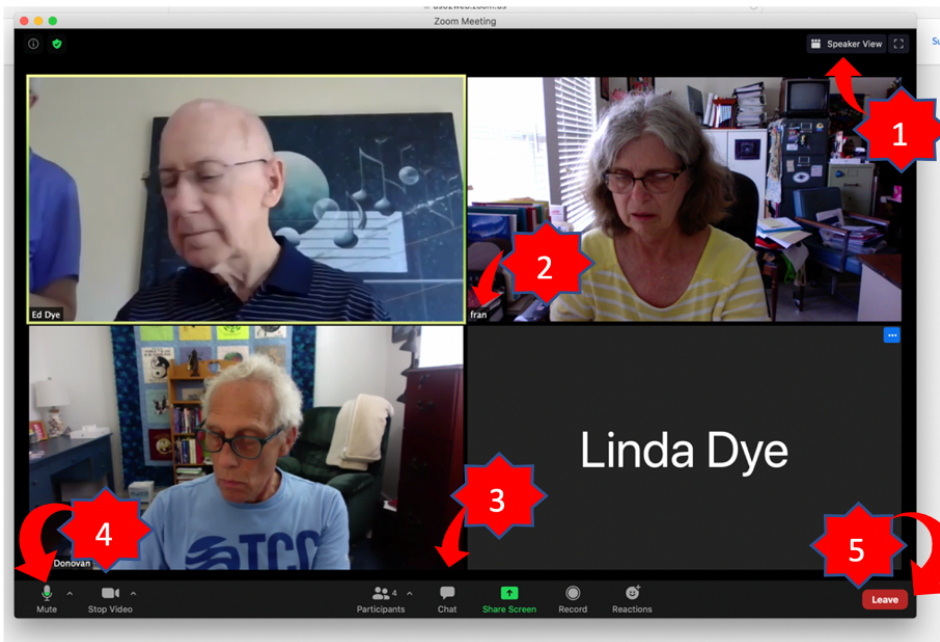 Zoom Meeting
Speaker View
1
2
Ed Dye
fran
Linda Dye
3
4
5
Donovan
TCC
Mute
Stop Video
Participants
4
Chat
Share Screen
Record
Reactions
Leave